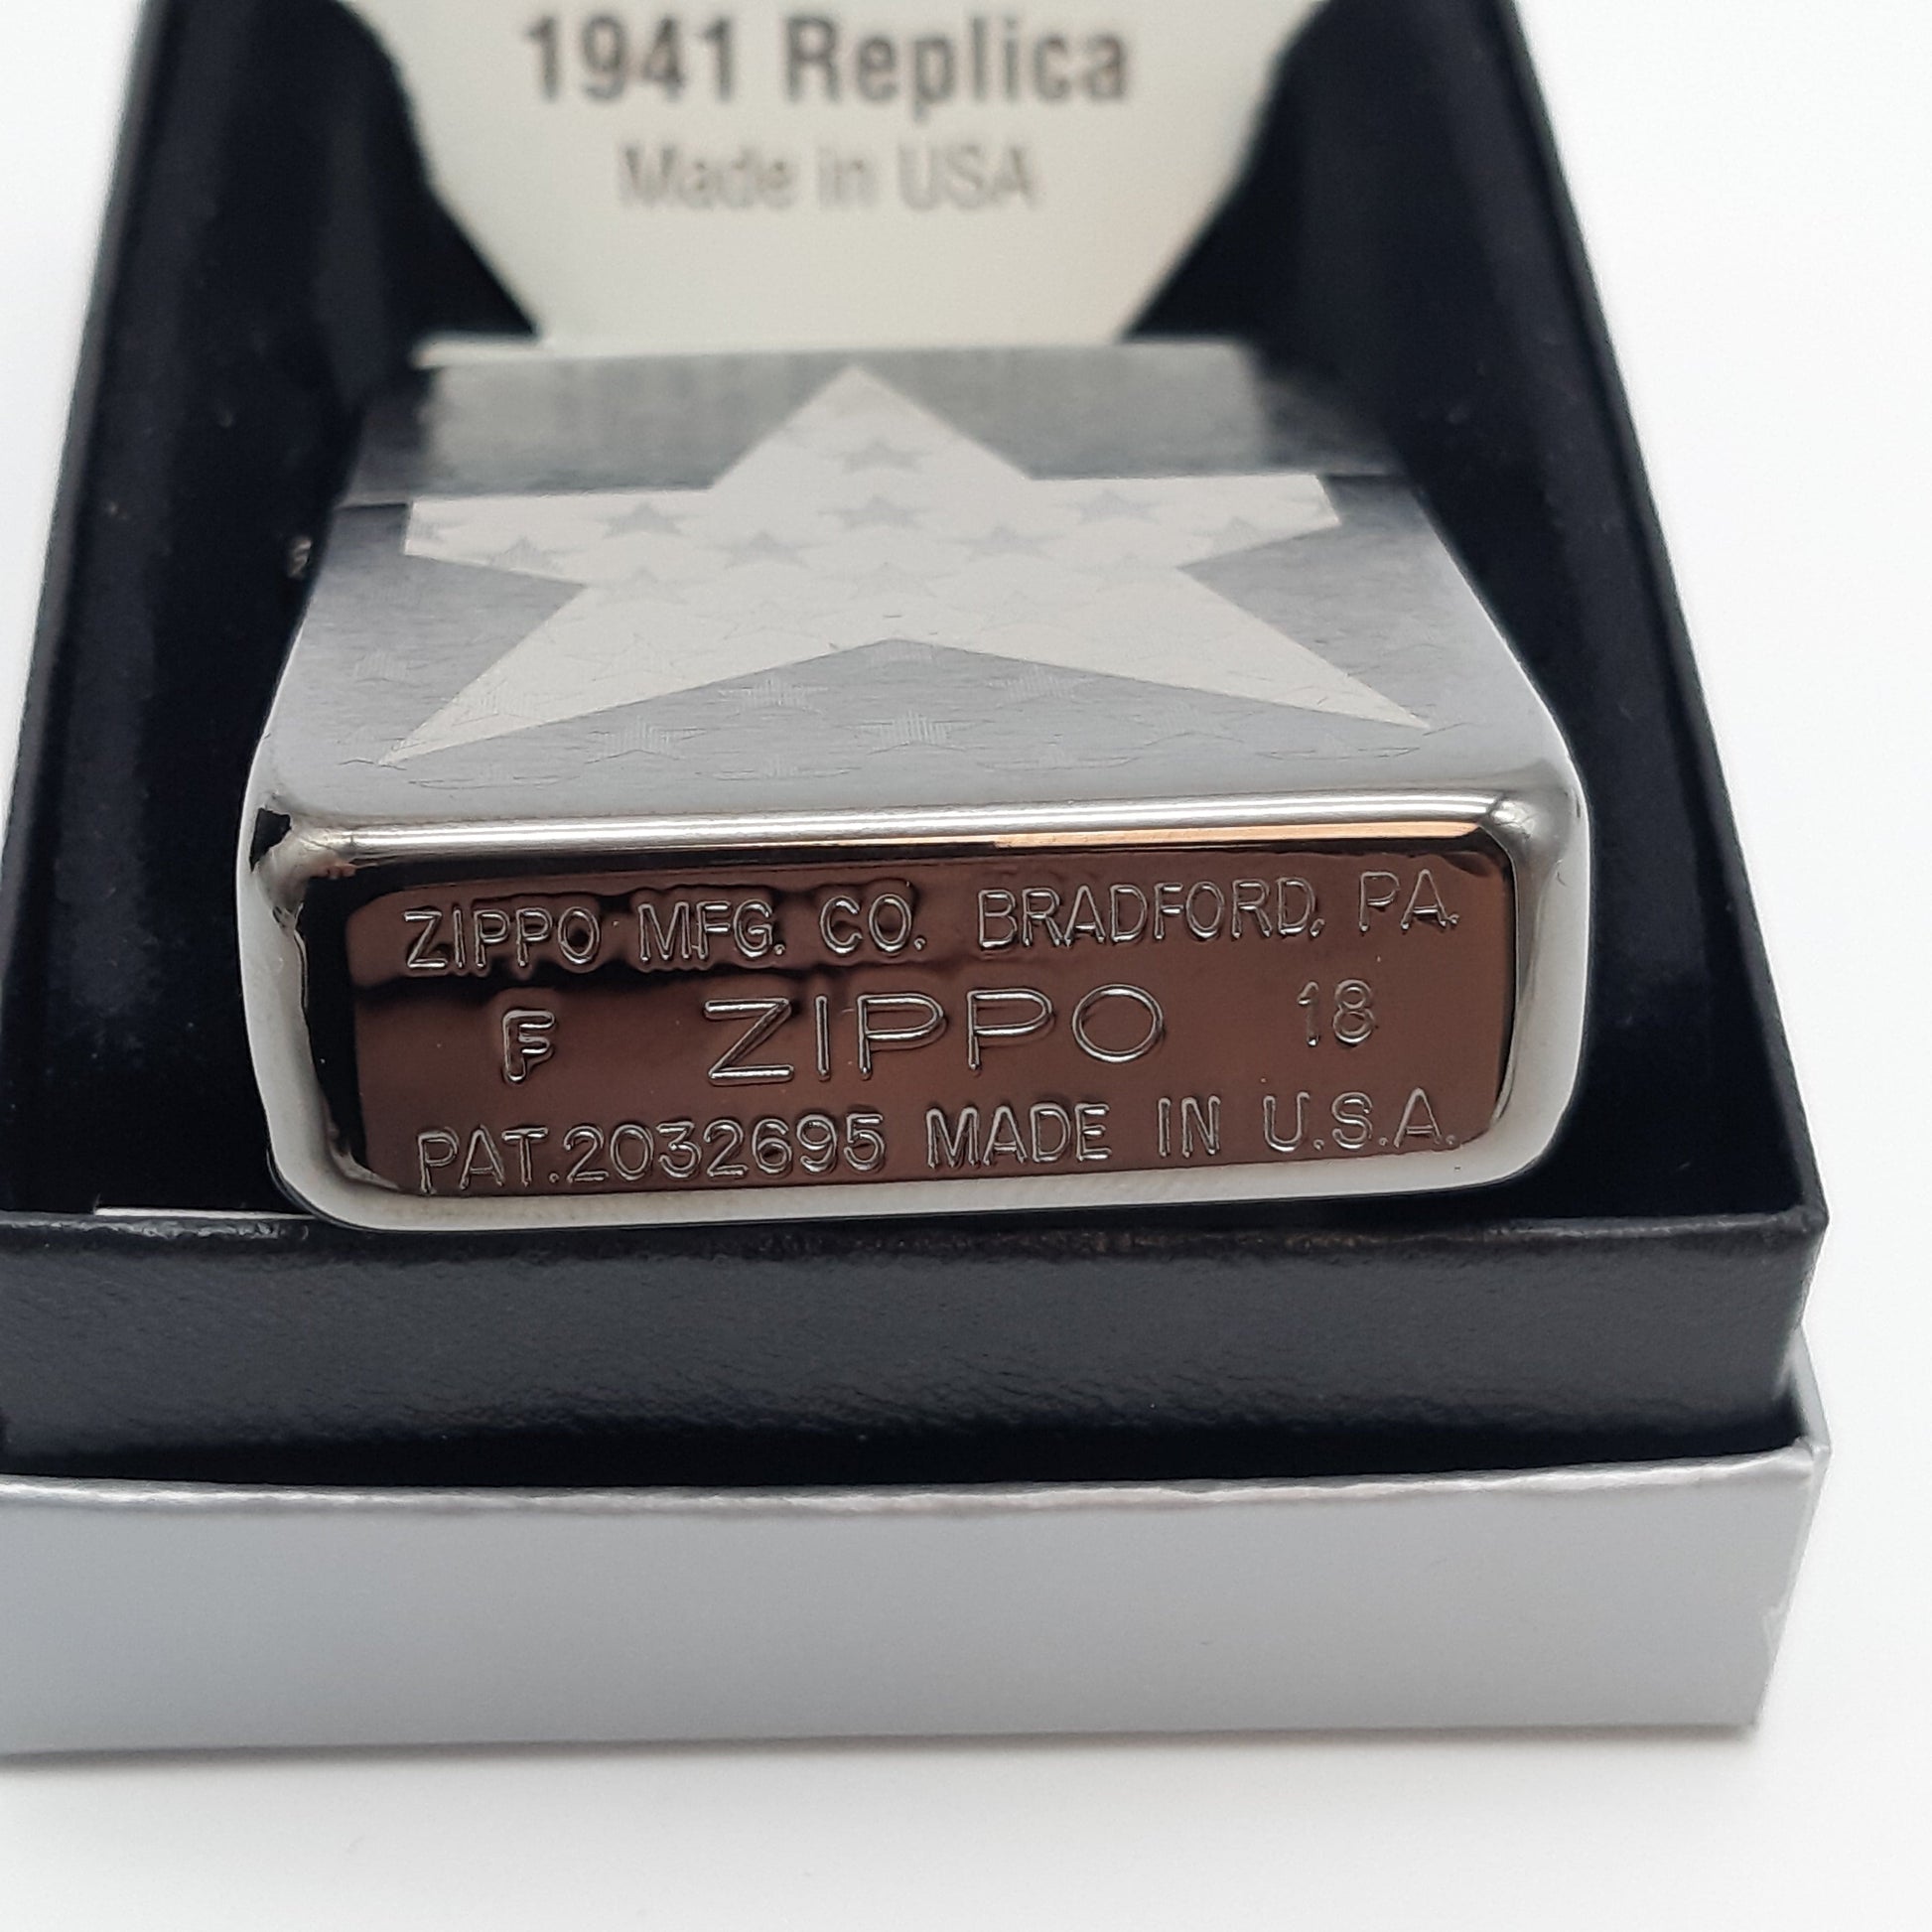 1941 Replica
Made in USA
ZIPPO MFG. CO. BRADFORD, PA.
F ZIPPO 18
PAT.2032695 MADE IN U.S.A.